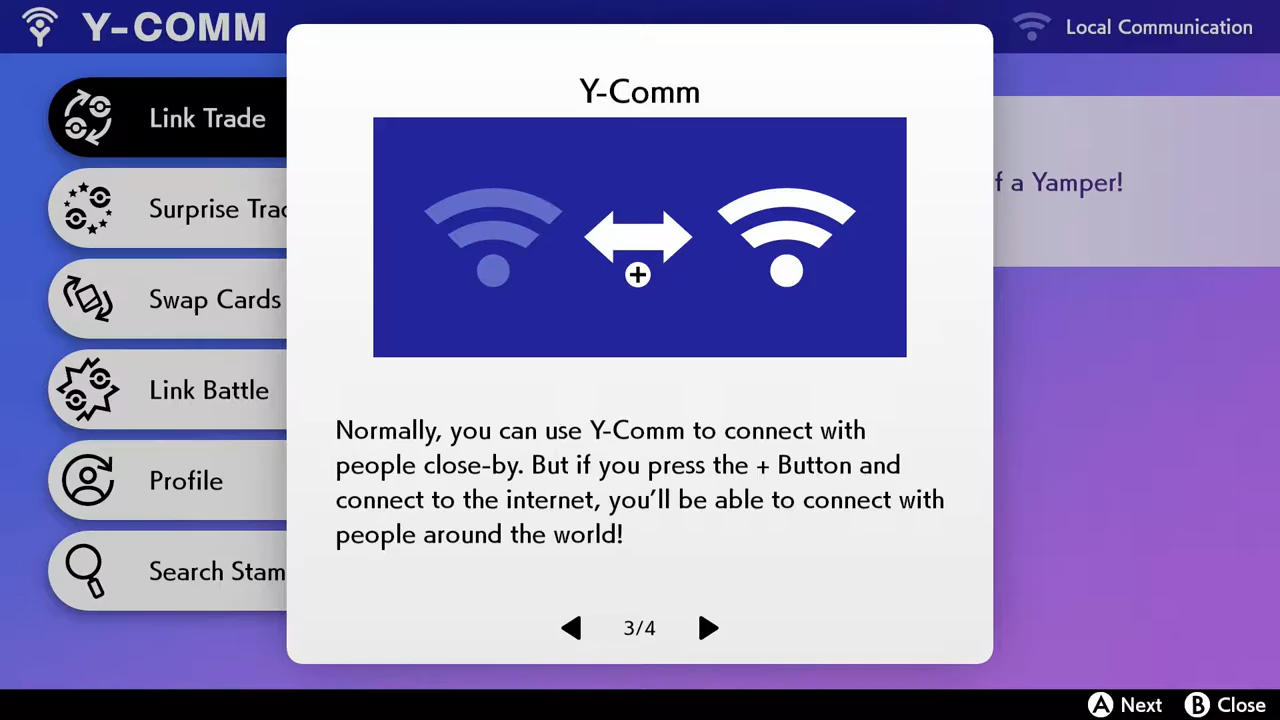 Y-COMM
Local Communication
Link Trade
Surprise Trad
Swap Cards
Link Battle
Profile
Search Stam
f a Yamper!
Y-Comm
Normally, you can use Y-Comm to connect with
people close-by. But if you press the + Button and
connect to the internet, you’ll be able to connect with
people around the world!
3/4
A Next
B Close